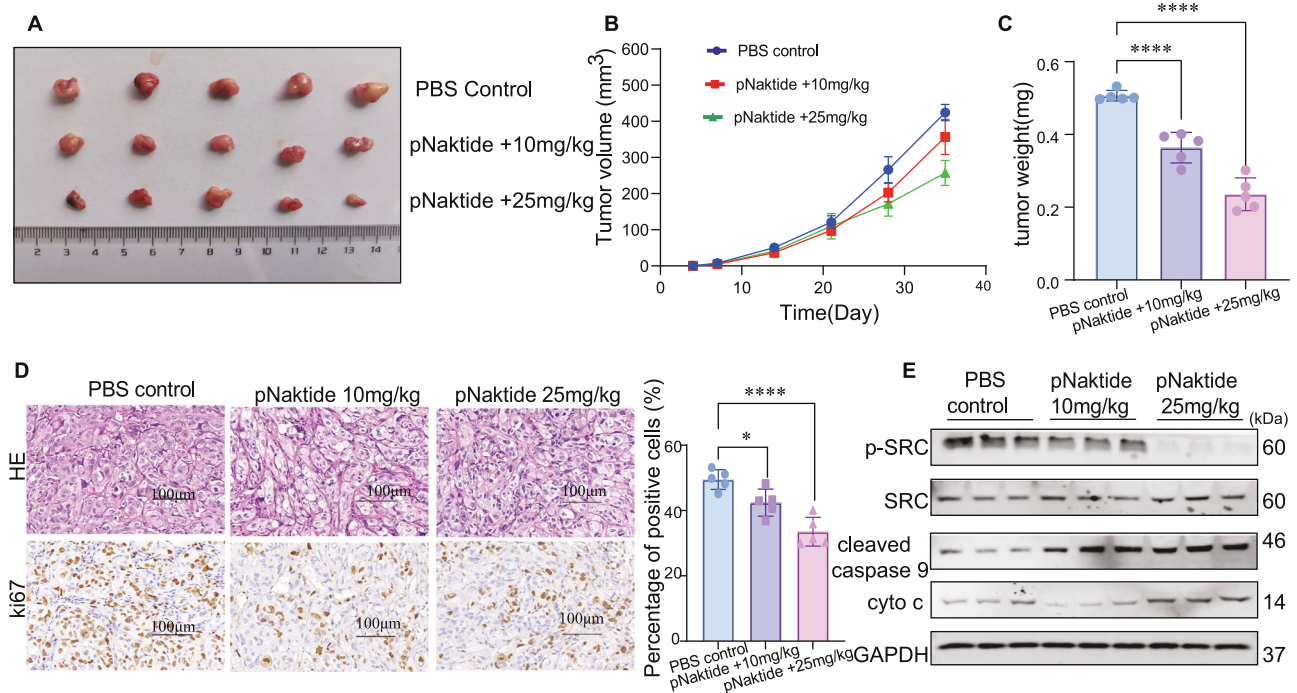 A
PBS Control
pNaktide +10mg/kg
pNaktide +25mg/kg
2 3 4 5 6 7 8 9 10 11 12 13 14
B
Tumor volume (mm3)
600
500
400
300
200
100
0
0 10 20 30 40
Time(Day)
PBS control
pNaktide +10mg/kg
pNaktide +25mg/kg
C
****
****
tumor weight(mg)
0.6
0.4
0.2
0.0
PBS control
pNaktide +10mg/kg
pNaktide +25mg/kg
D
PBS control
pNaktide 10mg/kg
pNaktide 25mg/kg
HE
100μm
100μm
100μm
ki67
100μm
100μm
100μm
Percentage of positive cells (%)
****
*
60
40
20
0
PBS control
pNaktide +10mg/kg
pNaktide +25mg/kg
E
PBS control
pNaktide 10mg/kg
pNaktide 25mg/kg
(kDa)
p-SRC 60
SRC 60
cleaved caspase 9 46
cyto c 14
GAPDH 37